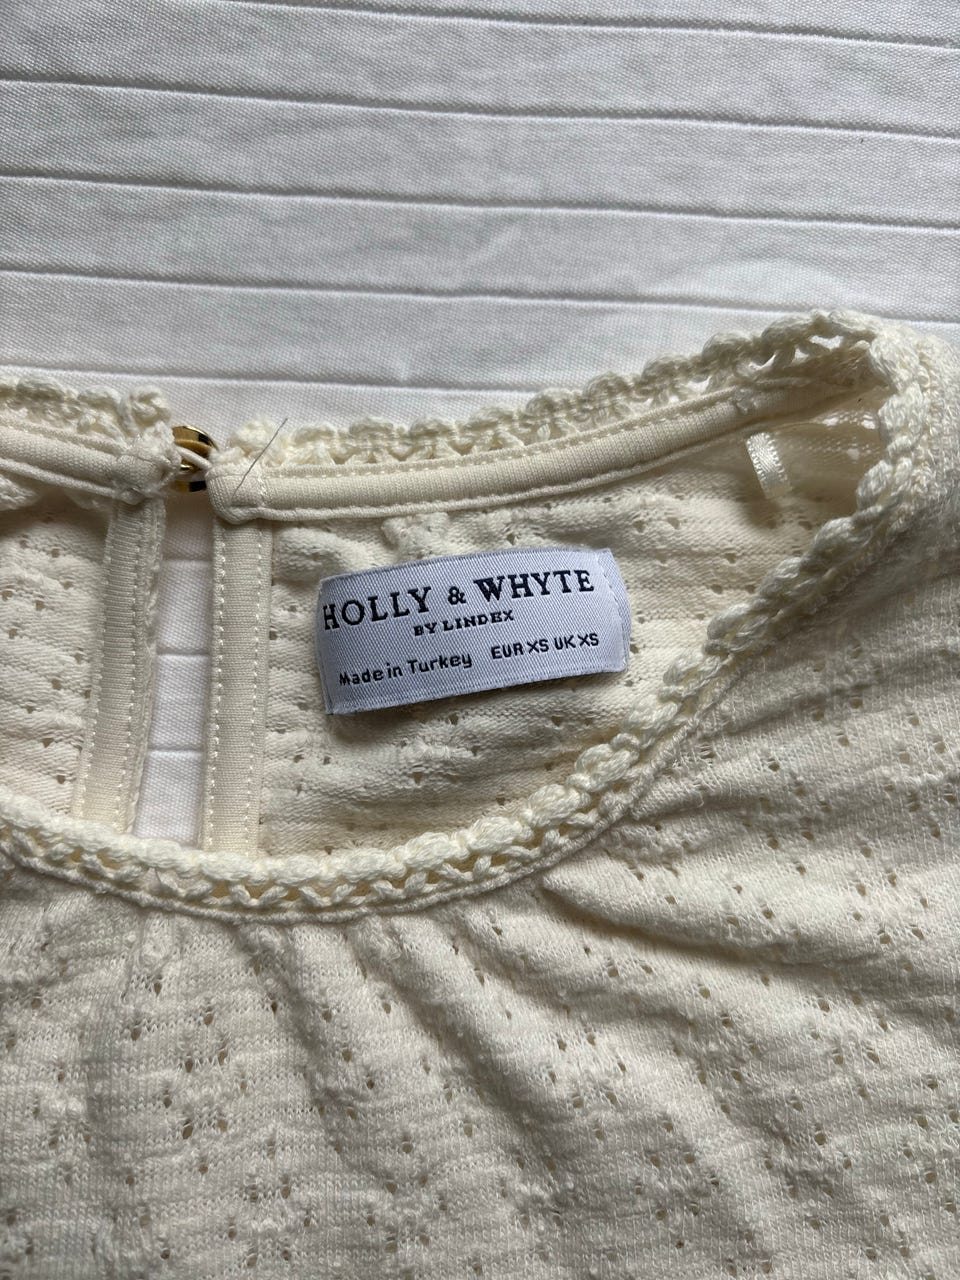 HOLLY & WHYTE
BY LINDEX
Made in Turkey EUR XS UK XS